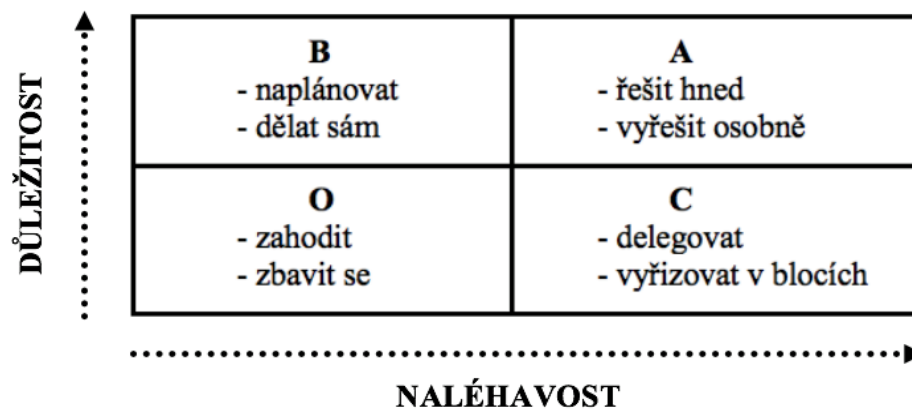 DŮLEŽITOST
B
- naplánovat
- dělat sám
A
- řešit hned
- vyřešit osobně
O
- zahodit
- zbavit se
C
- delegovat
- vyřizovat v blocích
NALÉHAVOST